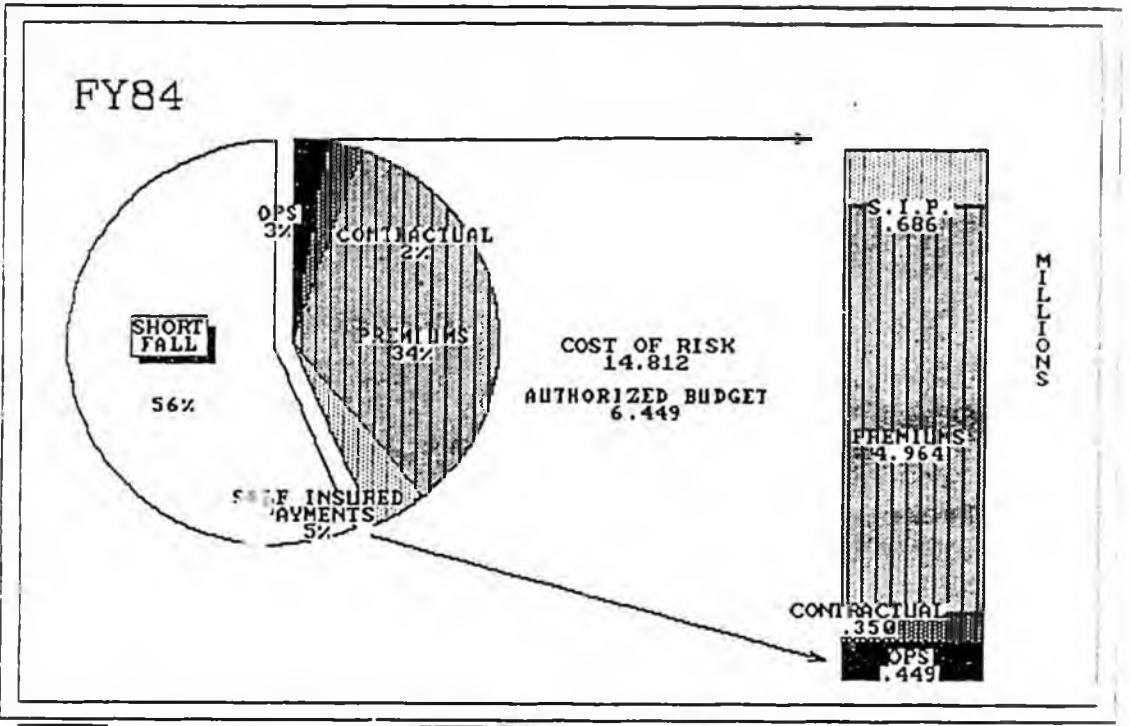 FY84
OPS
3%
CONTRACTUAL
2%
PREMIUMS
34%
SHORT
FALL
56%
INSURED
PAYMENTS
5%
COST OF RISK
14.812
AUTHORIZED BUDGET
6.449
S.I.P.
.686
PREMIUMS
4.964
CONTRACTUAL
.350
OPS
.449
MILLIONS